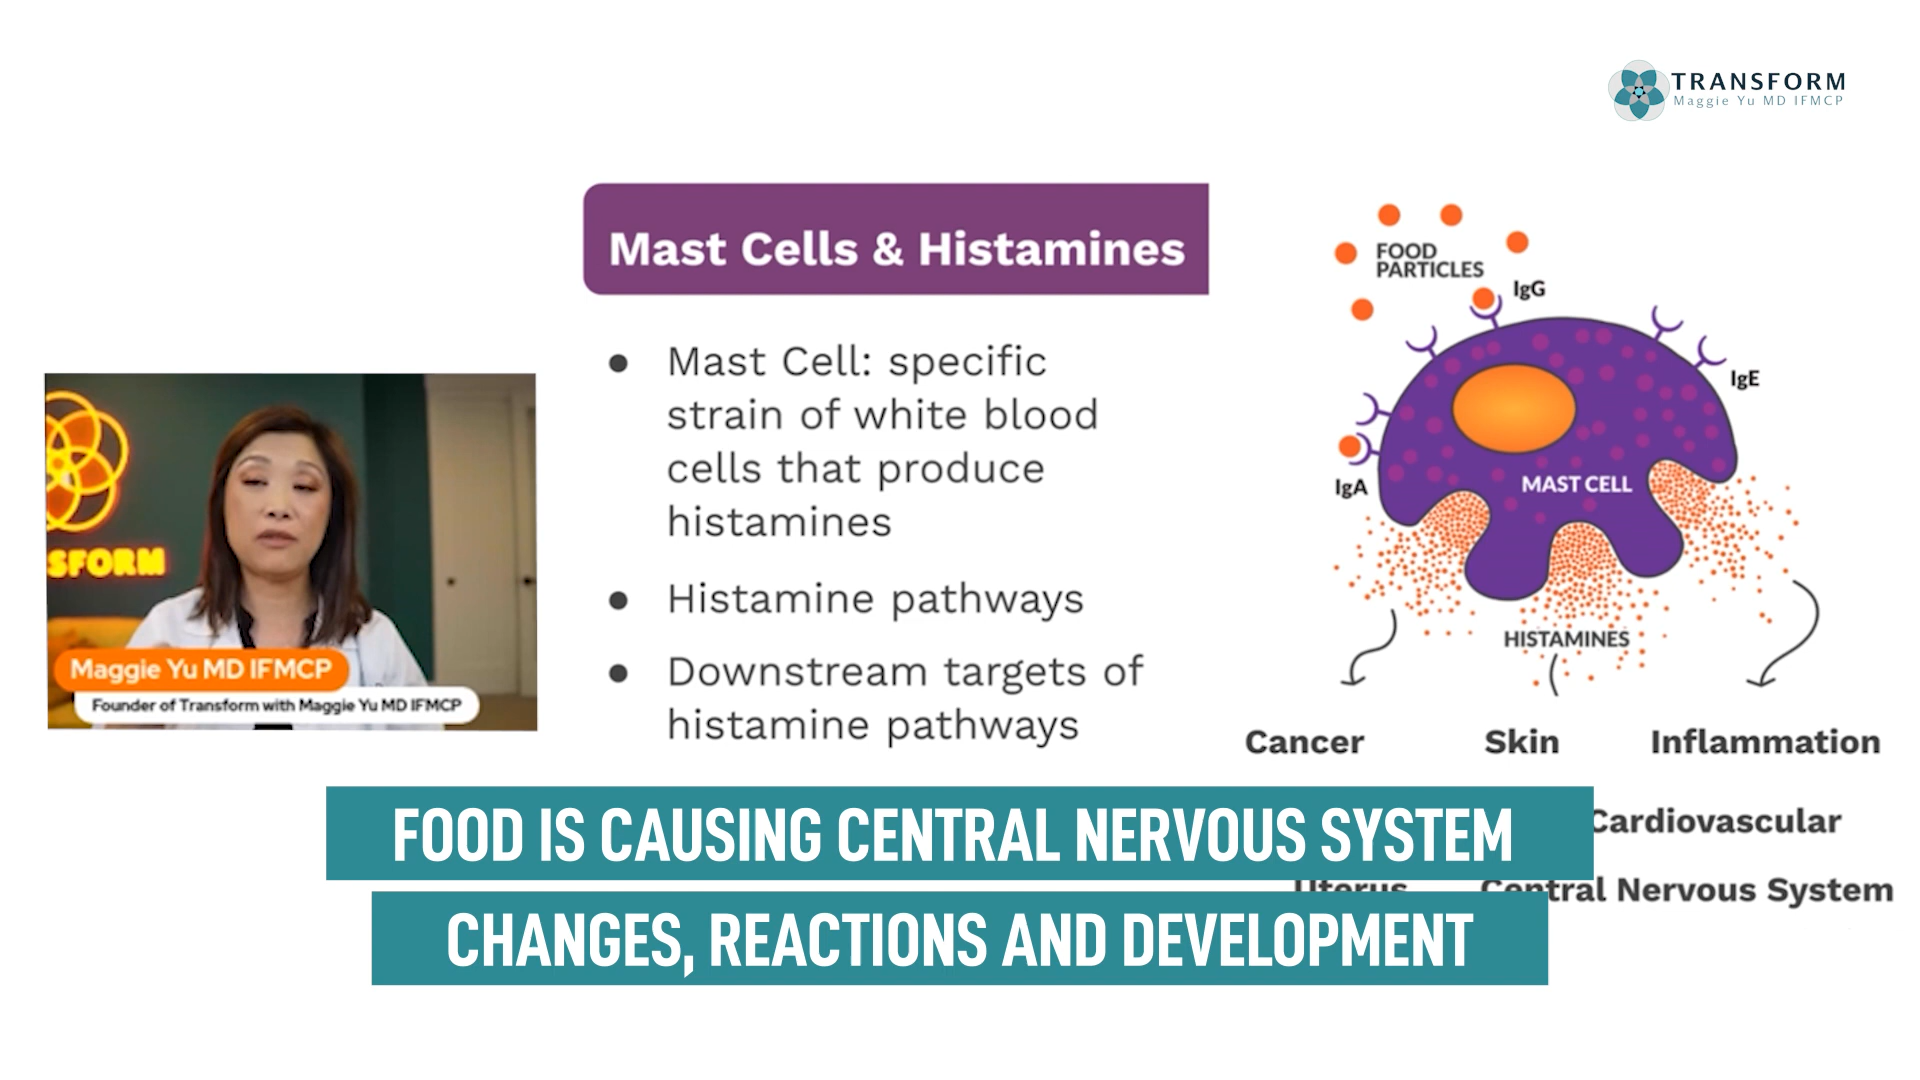 TRANSFORM
Maggie Yu MD IFMCP
Mast Cells & Histamines
Mast Cell: specific
strain of white blood
cells that produce
histamines
Histamine pathways
Downstream targets of
histamine pathways
FOOD
PARTICLES
IgG
IgE
IgA
MAST CELL
HISTAMINES
Cancer
Skin
Inflammation
Cardiovascular
Uterus
Central Nervous System
SFORM
Maggie Yu MD IFMCP
Founder of Transform with Maggie Yu MD IFMCP
FOOD IS CAUSING CENTRAL NERVOUS SYSTEM
CHANGES, REACTIONS AND DEVELOPMENT